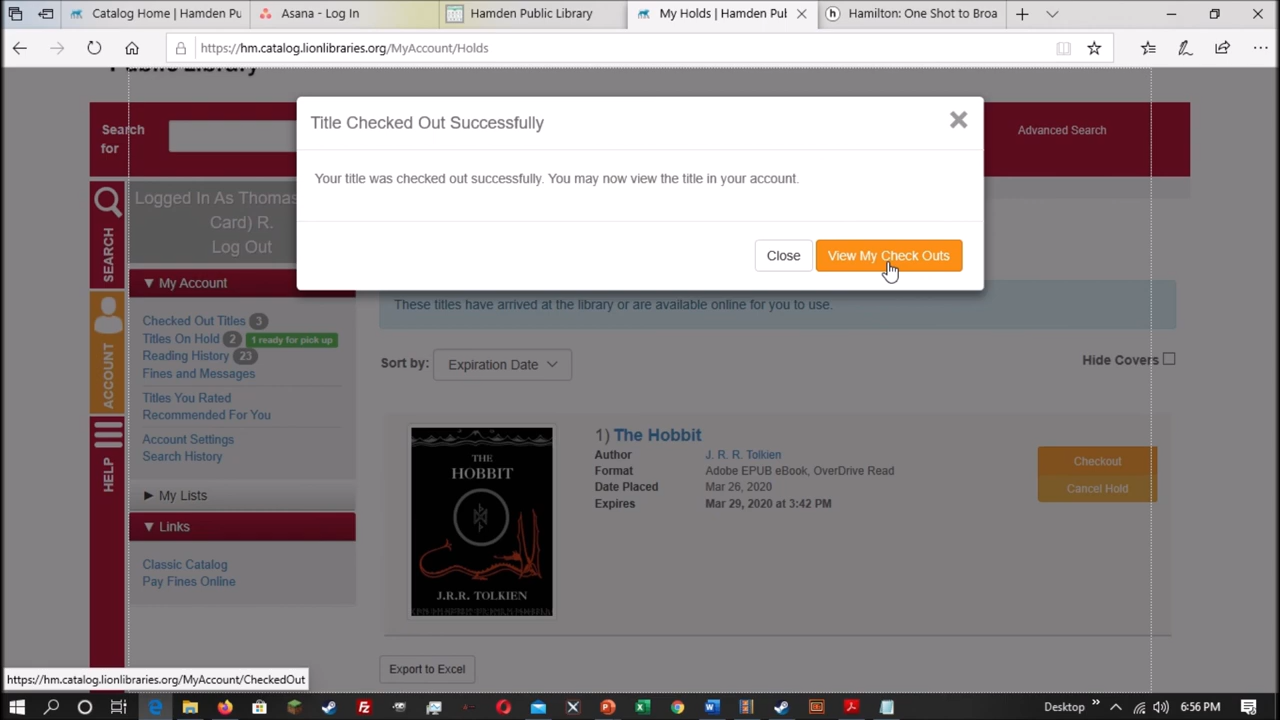 Catalog Home | Hamden Pu
Asana - Log In
Hamden Public Library
My Holds | Hamden Pub
Hamilton: One Shot to Broa
https://hm.catalog.lionlibraries.org/MyAccount/Holds
Public Library
Title Checked Out Successfully
Search
for
Advanced Search
Your title was checked out successfully. You may now view the title in your account.
Logged In As Thomas
Card) R.
Log Out
Close
View My Check Outs
SEARCH
My Account
These titles have arrived at the library or are available online for you to use.
Checked Out Titles 3
Titles On Hold 2 1 ready for pick up
Reading History 23
Fines and Messages
Sort by: Expiration Date
Hide Covers
ACCOUNT
Titles You Rated
Recommended For You
Account Settings
Search History
1) The Hobbit
Author J. R. R. Tolkien
Format Adobe EPUB eBook, OverDrive Read
Date Placed Mar 26, 2020
Expires Mar 29, 2020 at 3:42 PM
Checkout
Cancel Hold
THE
HOBBIT
J.R.R. TOLKIEN
HELP
My Lists
Links
Classic Catalog
Pay Fines Online
Export to Excel
https://hm.catalog.lionlibraries.org/MyAccount/CheckedOut
Desktop
6:56 PM